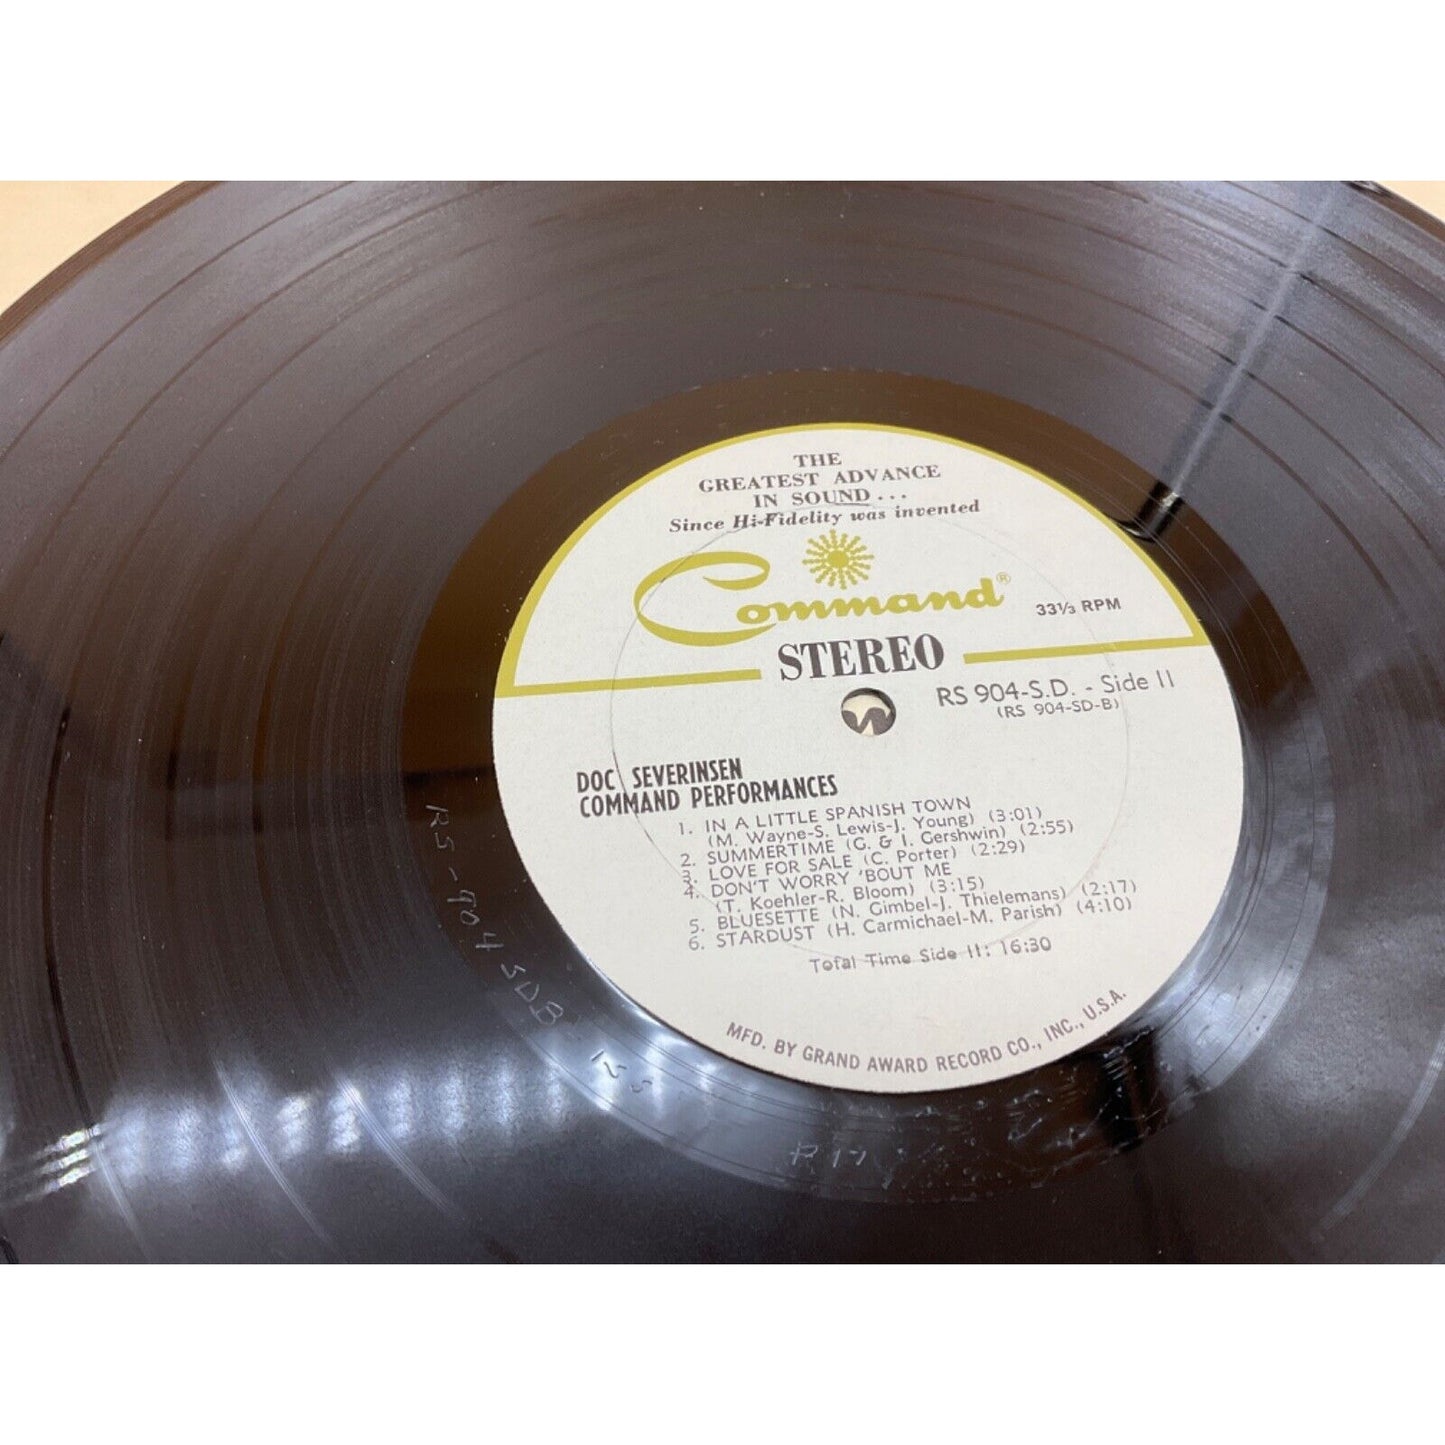 THE
GREATEST ADVANCE
IN SOUND...
Since Hi-Fidelity was invented
Command®
33⅓ RPM
STEREO
RS 904-S.D. - Side II
(RS 904-SD-B)
DOC SEVERINSEN
COMMAND PERFORMANCES
1. IN A LITTLE SPANISH TOWN
(M. Wayne-S. Lewis-J. Young) (3:01)
2. SUMMERTIME (G. & I. Gershwin) (2:55)
3. LOVE FOR SALE (C. Porter) (2:29)
4. DON'T WORRY 'BOUT ME
(T. Koehler-R. Bloom) (3:15)
5. BLUESETTE (N. Gimbel-J. Thielemans) (2:17)
6. STARDUST (H. Carmichael-M. Parish) (4:10)
Total Time Side II: 16:30
MFD. BY GRAND AWARD RECORD CO., INC., U.S.A.
RS-904 SDB
P 17